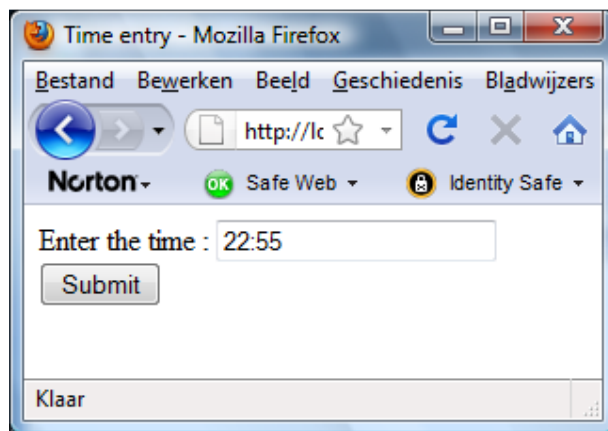 Time entry - Mozilla Firefox
Bestand Bewerken Beeld Geschiedenis Bladwijzers
http://lc
Norton OK Safe Web Identity Safe
Enter the time : 22:55
Submit
Klaar